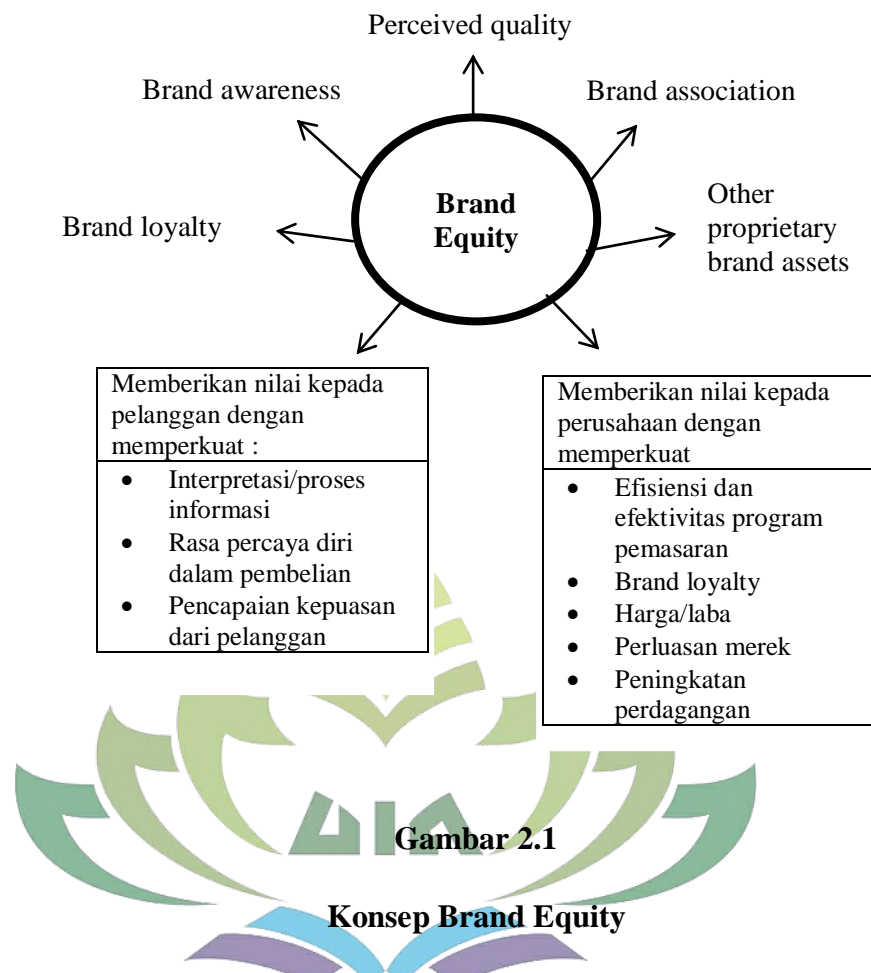 Perceived quality
Brand awareness
Brand association
Brand
Equity
Brand loyalty
Other
proprietary
brand assets
Memberikan nilai kepada
pelanggan dengan
memperkuat :
• Interpretasi/proses
informasi
• Rasa percaya diri
dalam pembelian
• Pencapaian kepuasan
dari pelanggan
Memberikan nilai kepada
perusahaan dengan
memperkuat
• Efisiensi dan
efektivitas program
pemasaran
• Brand loyalty
• Harga/laba
• Perluasan merek
• Peningkatan
perdagangan
UIN
Gambar 2.1
Konsep Brand Equity